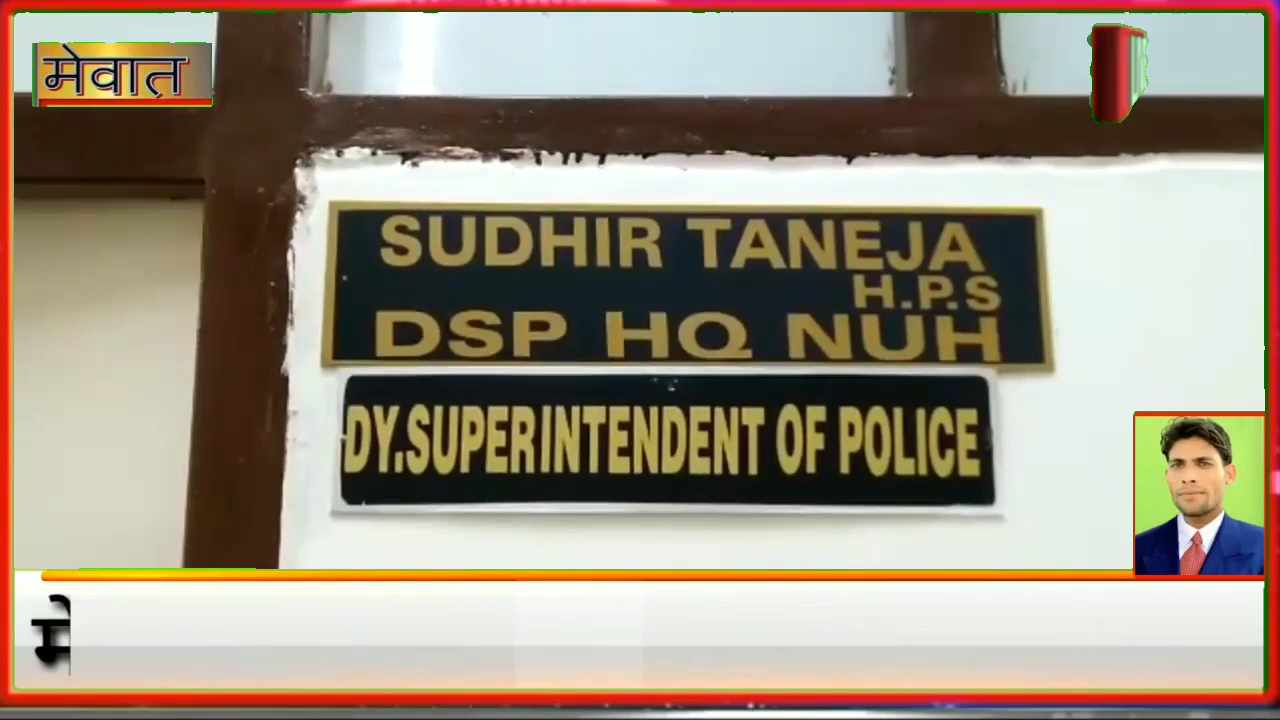 मेवात
SUDHIR TANEJA
H.P.S
DSP HQ NUH
DY.SUPERINTENDENT OF POLICE
मे